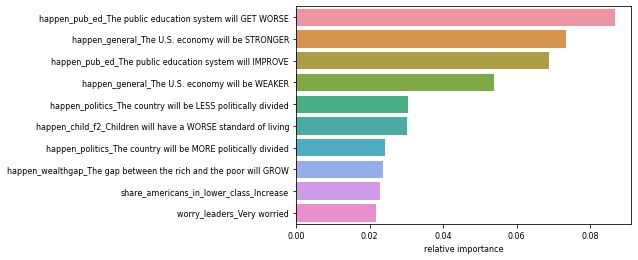 happen_pub_ed_The public education system will GET WORSE
happen_general_The U.S. economy will be STRONGER
happen_pub_ed_The public education system will IMPROVE
happen_general_The U.S. economy will be WEAKER
happen_politics_The country will be LESS politically divided
happen_child_f2_Children will have a WORSE standard of living
happen_politics_The country will be MORE politically divided
happen_wealthgap_The gap between the rich and the poor will GROW
share_americans_in_lower_class_Increase
worry_leaders_Very worried
0.00 0.02 0.04 0.06 0.08
relative importance